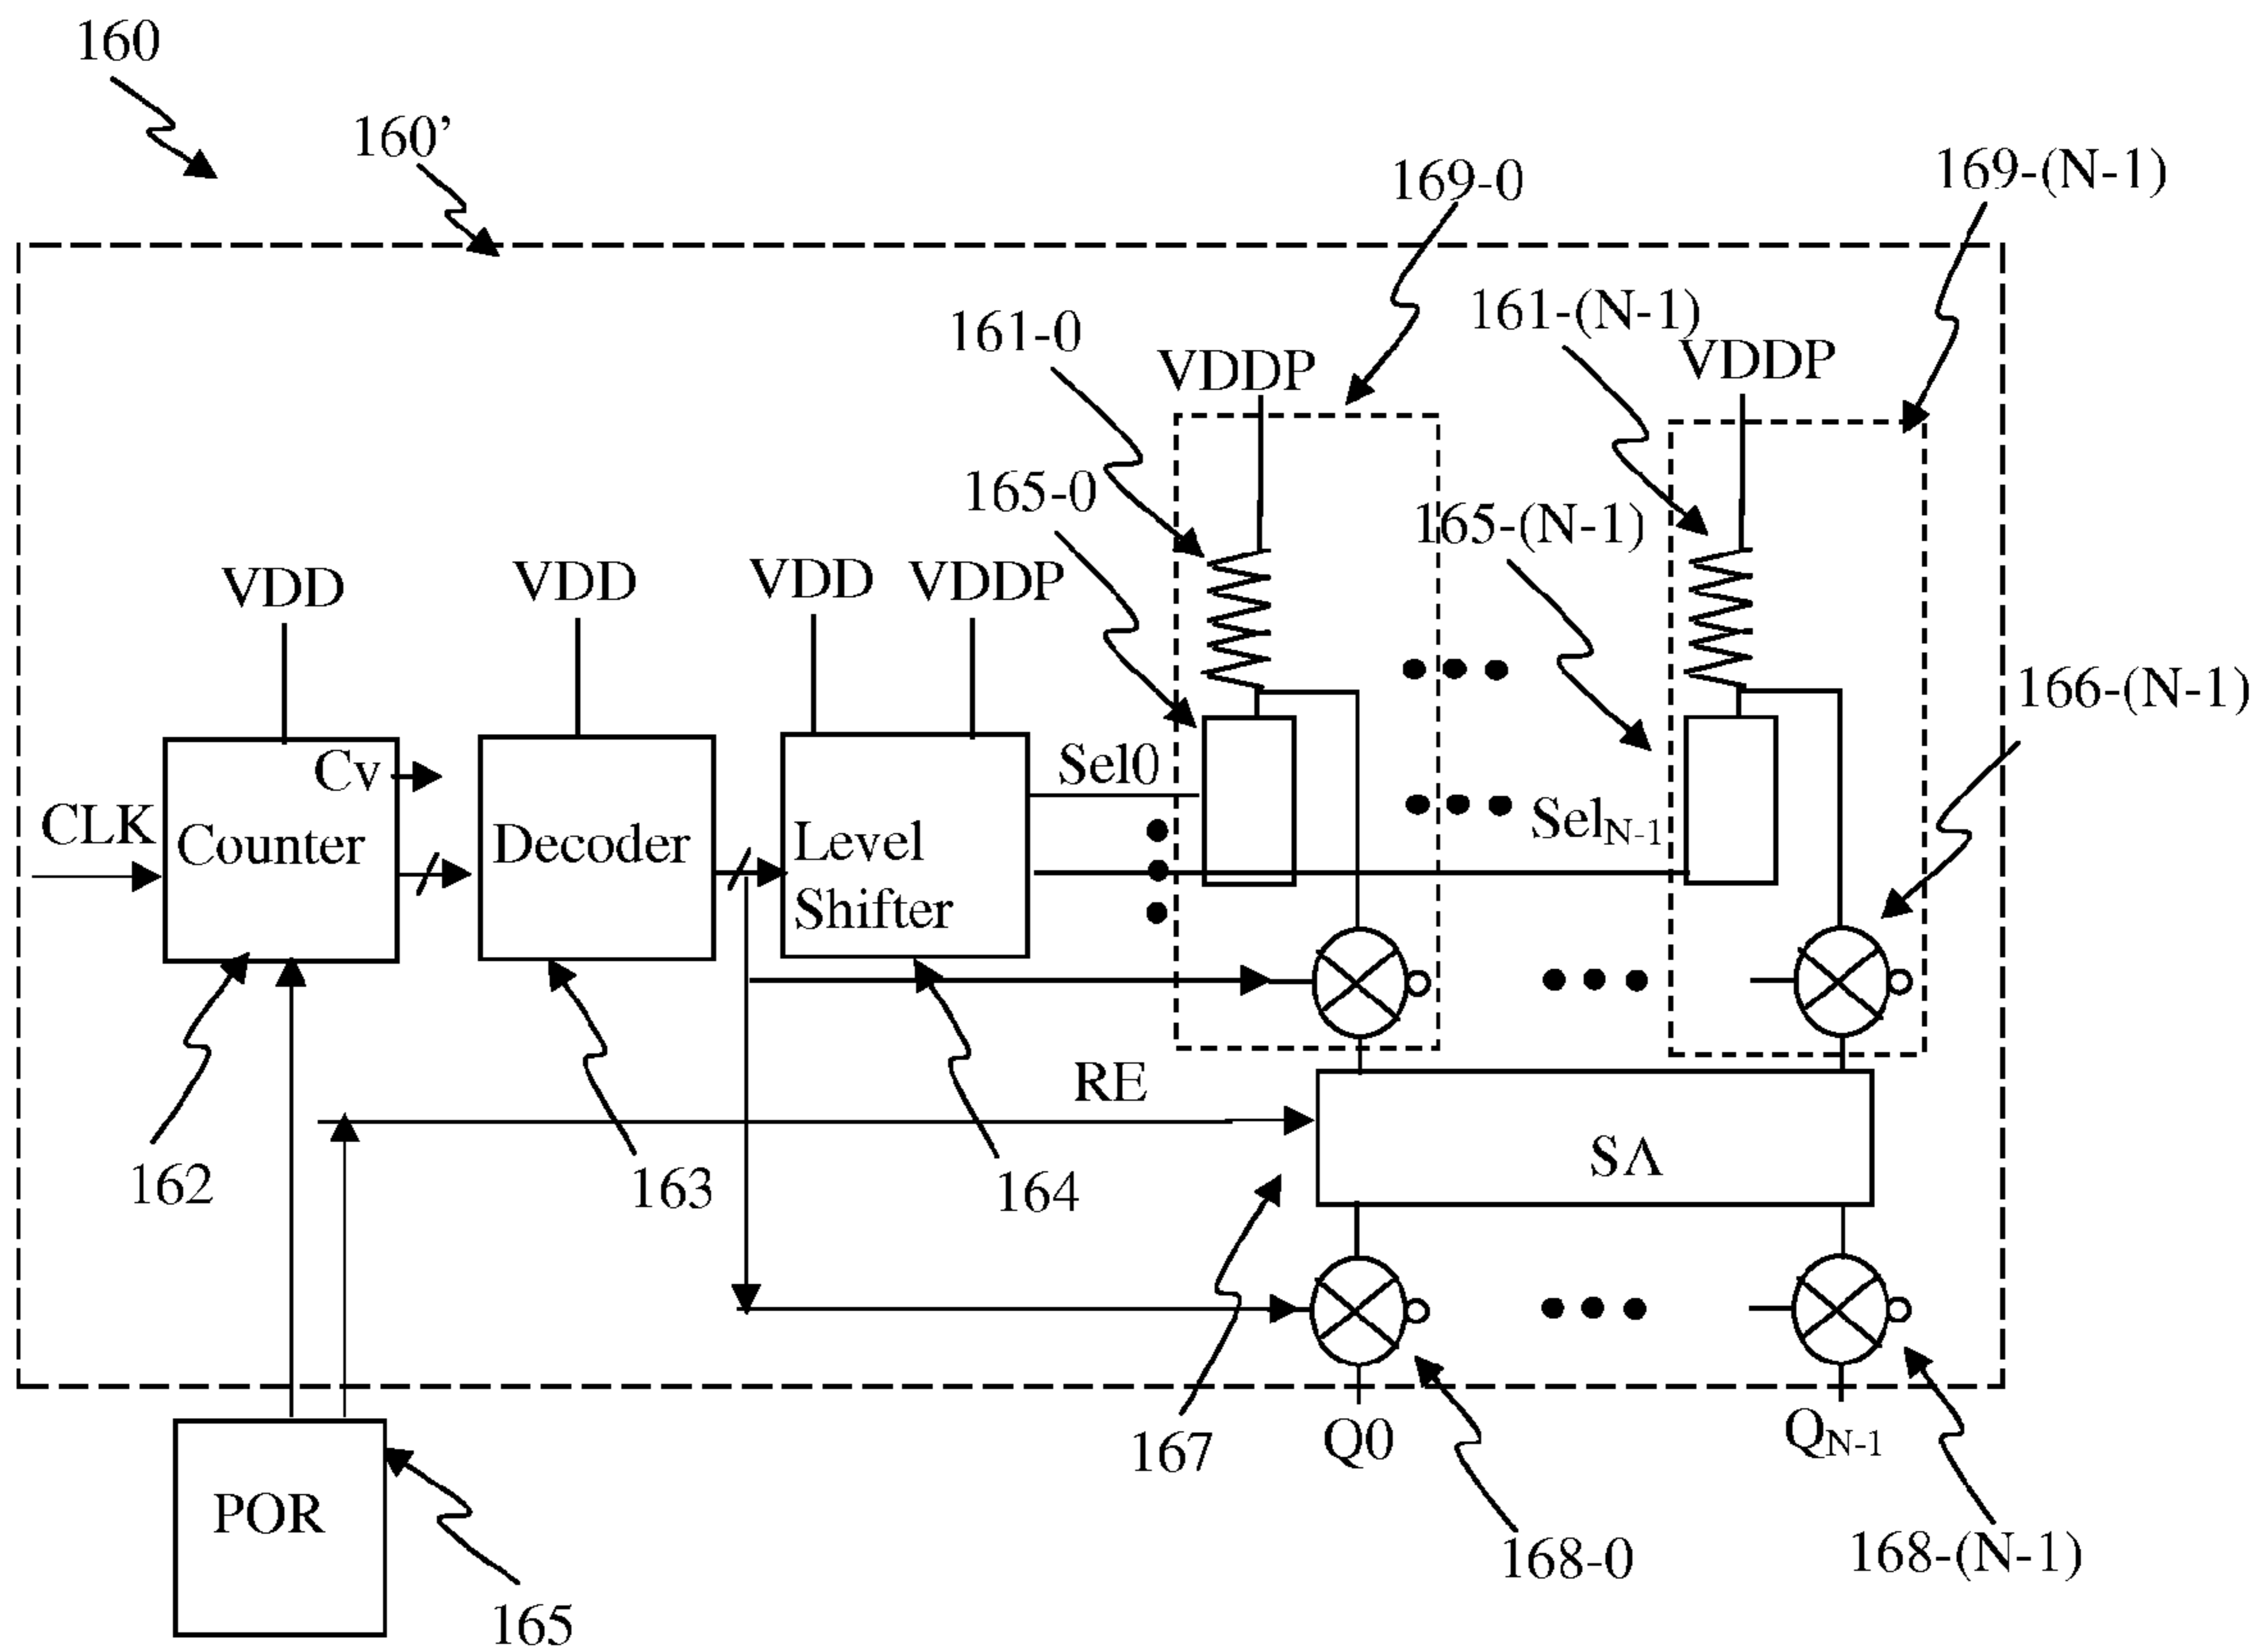 160
160’
169-0
169-(N-1)
161-0
161-(N-1)
VDDP
VDDP
165-0
165-(N-1)
VDD
VDD
VDD
VDDP
166-(N-1)
Cv
Sel0
CLK
Counter
Decoder
Level
Shifter
SelN-1
RE
SA
162
163
164
167
Q0
QN-1
POR
168-0
168-(N-1)
165